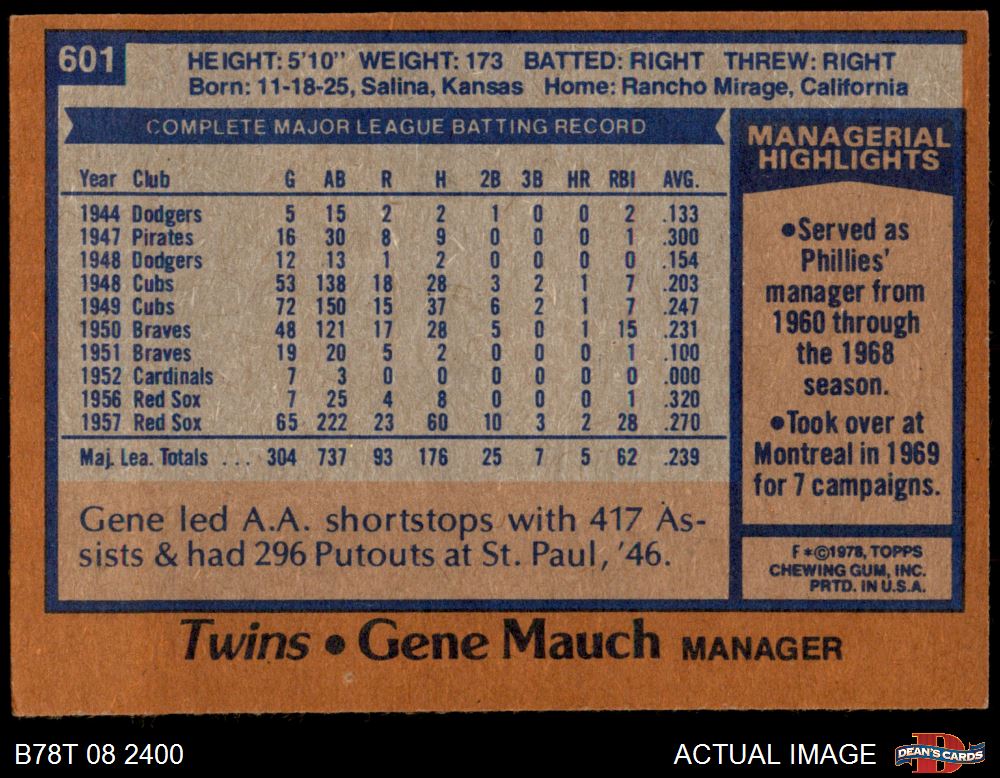 601
HEIGHT: 5'10" WEIGHT: 173 BATTED: RIGHT THREW: RIGHT
Born: 11-18-25, Salina, Kansas Home: Rancho Mirage, California
COMPLETE MAJOR LEAGUE BATTING RECORD
Year Club G AB R H 2B 3B HR RBI AVG.
1944 Dodgers 5 15 2 2 1 0 0 2 .133
1947 Pirates 16 30 8 9 0 0 0 1 .300
1948 Dodgers 12 13 1 2 0 0 0 0 .154
1948 Cubs 53 138 18 28 3 2 1 7 .203
1949 Cubs 72 150 15 37 6 2 1 7 .247
1950 Braves 48 121 17 28 5 0 1 15 .231
1951 Braves 19 20 5 2 0 0 0 1 .100
1952 Cardinals 7 3 0 0 0 0 0 0 .000
1956 Red Sox 7 25 4 8 0 0 0 1 .320
1957 Red Sox 65 222 23 60 10 3 2 28 .270
Maj. Lea. Totals ... 304 737 93 176 25 7 5 62 .239
Gene led A.A. shortstops with 417 As-
sists & had 296 Putouts at St. Paul, '46.
MANAGERIAL
HIGHLIGHTS
●Served as
Phillies'
manager from
1960 through
the 1968
season.
●Took over at
Montreal in 1969
for 7 campaigns.
F*©1978, TOPPS
CHEWING GUM, INC.
PRTD. IN U.S.A.
Twins ● Gene Mauch MANAGER
B78T 08 2400
ACTUAL IMAGE
DEAN'S CARDS